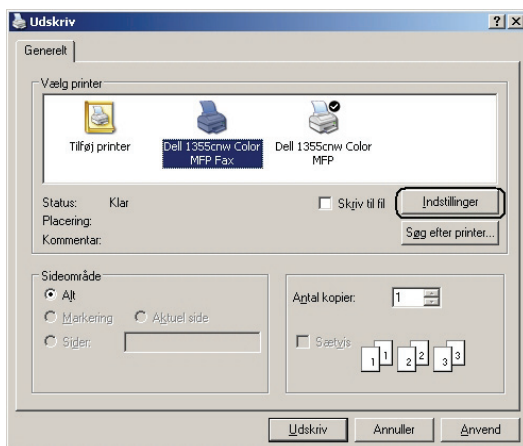 Udskriv
Generelt
Vælg printer
Tilføj printer
Dell 1355cnw Color
MFP Fax
Dell 1355cnw Color
MFP
Status: Klar
Placering:
Kommentar:
Skriv til fil
Indstillinger
Søg efter printer...
Sideområde
Alt
Markering
Aktuel side
Sider:
Antal kopier: 1
Sætvis
1 1 2 2 3 3
Udskriv Annuller Anvend